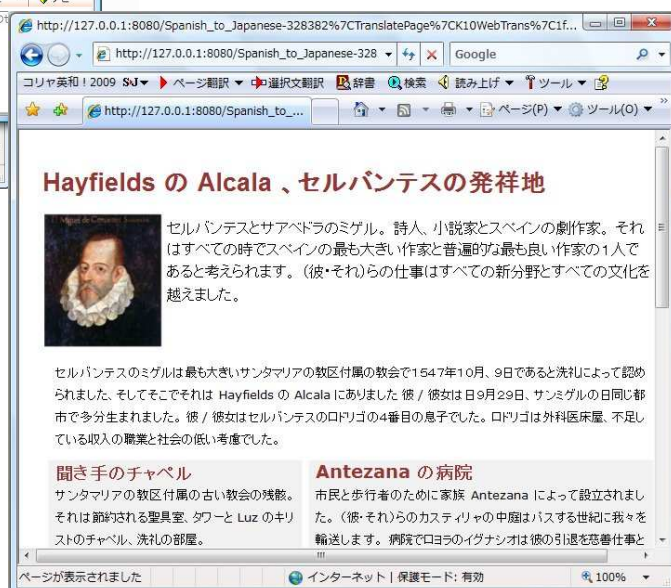 http://127.0.0.1:8080/Spanish_to_Japanese-328382%7CTranslatePage%7CK10WebTrans%7C1f...
http://127.0.0.1:8080/Spanish_to_Japanese-328
Google
コリャ英和！2009
ページ翻訳
選択文翻訳
辞書
検索
読み上げ
ツール
http://127.0.0.1:8080/Spanish_to_...
ページ(P)
ツール(O)
Hayfields の Alcala 、セルバンテスの発祥地
セルバンテスとサアベドラのミゲル。詩人、小説家とスペインの劇作家。それ
はすべての時でスペインの最も大きい作家と普遍的な最も良い作家の1人で
あると考えられます。（彼・それ）らの仕事はすべての新分野とすべての文化を
越えました。
セルバンテスのミゲルは最も大きいサンタマリアの教区付属の教会で1547年10月、9日であると洗礼によって認め
られました、そしてそこでそれは Hayfields の Alcala にありました 彼 / 彼女は日9月29日、サンミゲルの日同じ都
市で多分生まれました。彼 / 彼女はセルバンテスのロドリゴの4番目の息子でした。ロドリゴは外科医床屋、不足し
ている収入の職業と社会の低い考慮でした。
聞き手のチャペル
サンタマリアの教区付属の古い教会の残骸。
それは節約される聖具室、タワーと Luz のキリ
ストのチャペル、洗礼の部屋。
Antezana の病院
市民と歩行者のために家族 Antezana によって設立されまし
た。（彼・それ）らのカスティリャの中庭はパスする世紀に我々を
輸送します。病院でロヨラのイグナシオは彼の引退を慈善仕事と
ページが表示されました
インターネット | 保護モード: 有効
100%